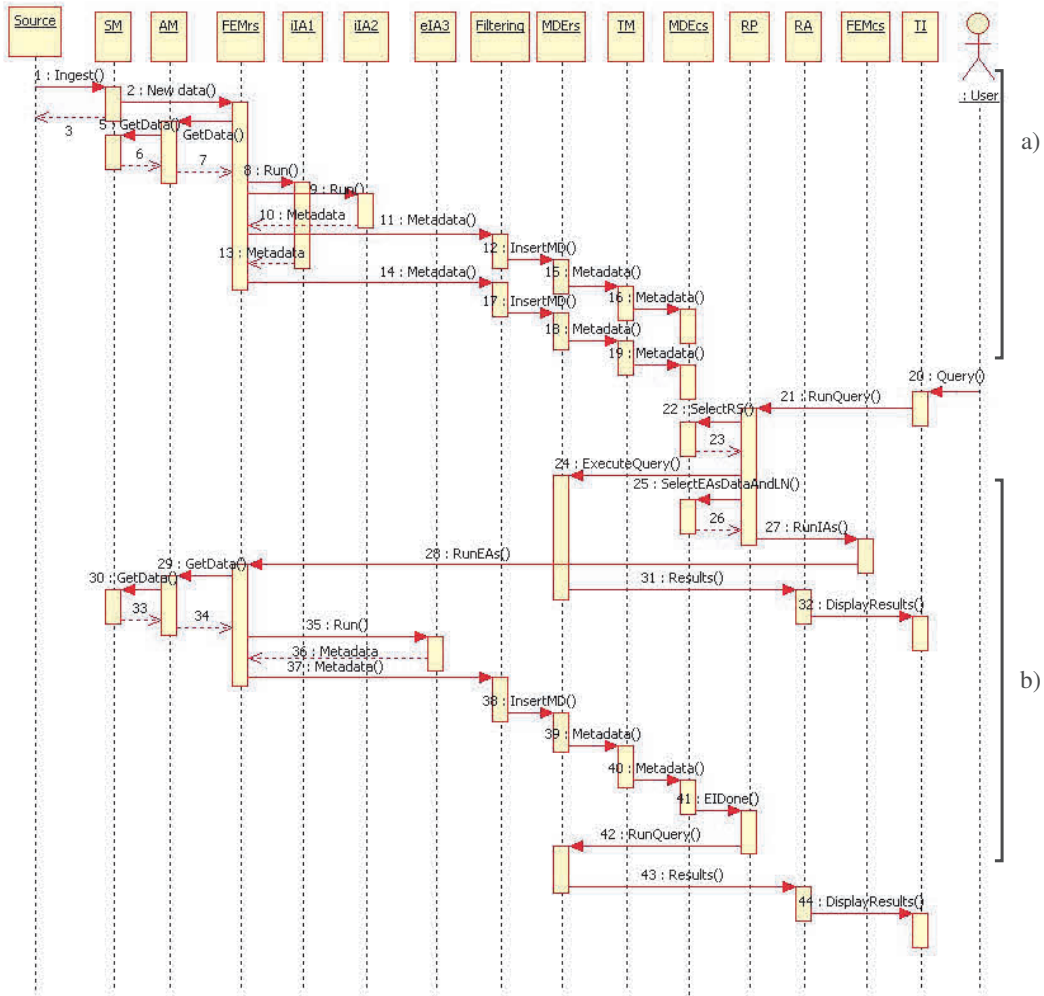 Source SM AM FEMrs iIA1 iIA2 eIA3 Filtering MDErs TM MDEcs RP RA FEMcs TI
: User
1 : Ingest()
2 : New data()
3
5 : GetData()
GetData()
6
7
8 : Run()
9 : Run()
10 : Metadata
11 : Metadata()
12 : InsertMD()
13 : Metadata
14 : Metadata()
15 : Metadata()
16 : Metadata()
17 : InsertMD()
18 : Metadata()
19 : Metadata()
a)
20 : Query()
21 : RunQuery()
22 : SelectRS()
23
24 : ExecuteQuery()
25 : SelectEAsDataAndLN()
26
27 : RunIAs()
28 : RunEAs()
29 : GetData()
30 : GetData()
31 : Results()
32 : DisplayResults()
33
34
35 : Run()
36 : Metadata
37 : Metadata()
b)
38 : InsertMD()
39 : Metadata()
40 : Metadata()
41 : EIDone()
42 : RunQuery()
43 : Results()
44 : DisplayResults()